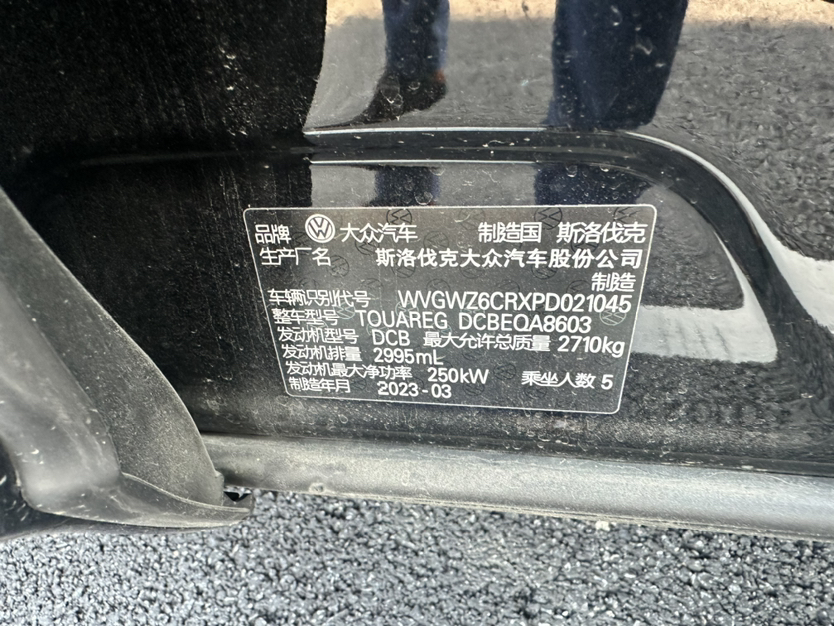 品牌 大众汽车 制造国 斯洛伐克
生产厂名 斯洛伐克大众汽车股份公司
制造
车辆识别代号 WVGWZ6CRXPD021045
整车型号 TOUAREG DCBEQA8603
发动机型号 DCB 最大允许总质量 2710kg
发动机排量 2995mL
发动机最大净功率 250kW 乘坐人数 5
制造年月 2023-03